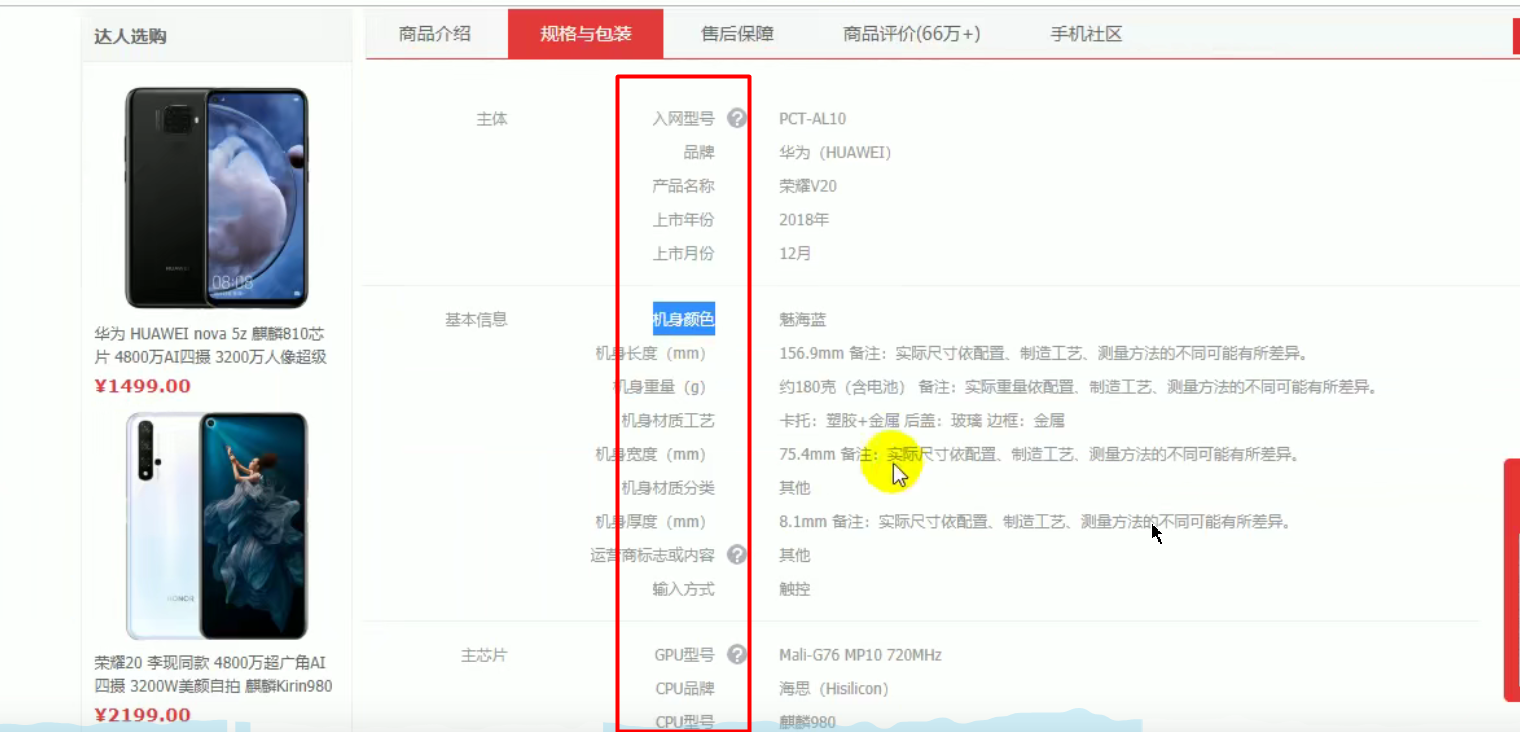 达人选购
商品介绍 规格与包装 售后保障 商品评价(66万+) 手机社区
主体 入网型号 ? PCT-AL10
品牌 华为（HUAWEI）
产品名称 荣耀V20
上市年份 2018年
上市月份 12月
基本信息 机身颜色 魅海蓝
机身长度（mm） 156.9mm 备注：实际尺寸依配置、制造工艺、测量方法的不同可能有所差异。
机身重量（g） 约180克（含电池） 备注：实际重量依配置、制造工艺、测量方法的不同可能有所差异。
机身材质工艺 卡托：塑胶+金属 后盖：玻璃 边框：金属
机身宽度（mm） 75.4mm 备注：实际尺寸依配置、制造工艺、测量方法的不同可能有所差异。
机身材质分类 其他
机身厚度（mm） 8.1mm 备注：实际尺寸依配置、制造工艺、测量方法的不同可能有所差异。
运营商标志或内容 ? 其他
输入方式 触控
主芯片 GPU型号 ? Mali-G76 MP10 720MHz
CPU品牌 海思（Hisilicon）
CPU型号 麒麟980
HUAWEI
08:08
华为 HUAWEI nova 5z 麒麟810芯
片 4800万AI四摄 3200万人像超级
¥1499.00
HONOR
荣耀20 李现同款 4800万超广角AI
四摄 3200W美颜自拍 麒麟Kirin980
¥2199.00